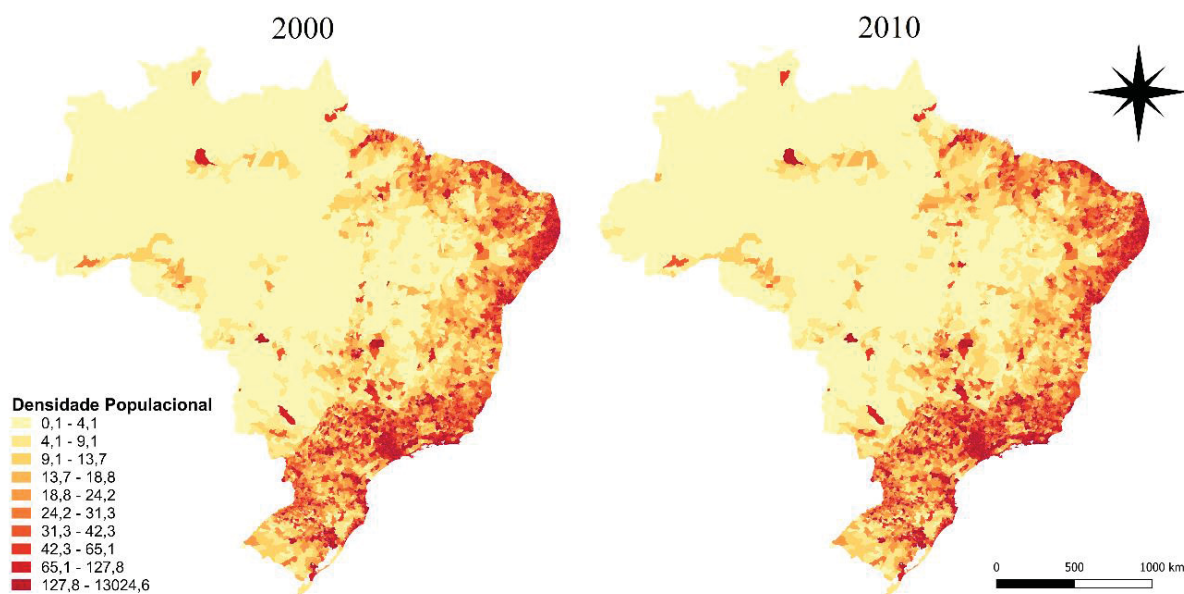 2000
2010
Densidade Populacional
0,1 - 4,1
4,1 - 9,1
9,1 - 13,7
13,7 - 18,8
18,8 - 24,2
24,2 - 31,3
31,3 - 42,3
42,3 - 65,1
65,1 - 127,8
127,8 - 13024,6
0 500 1000 km